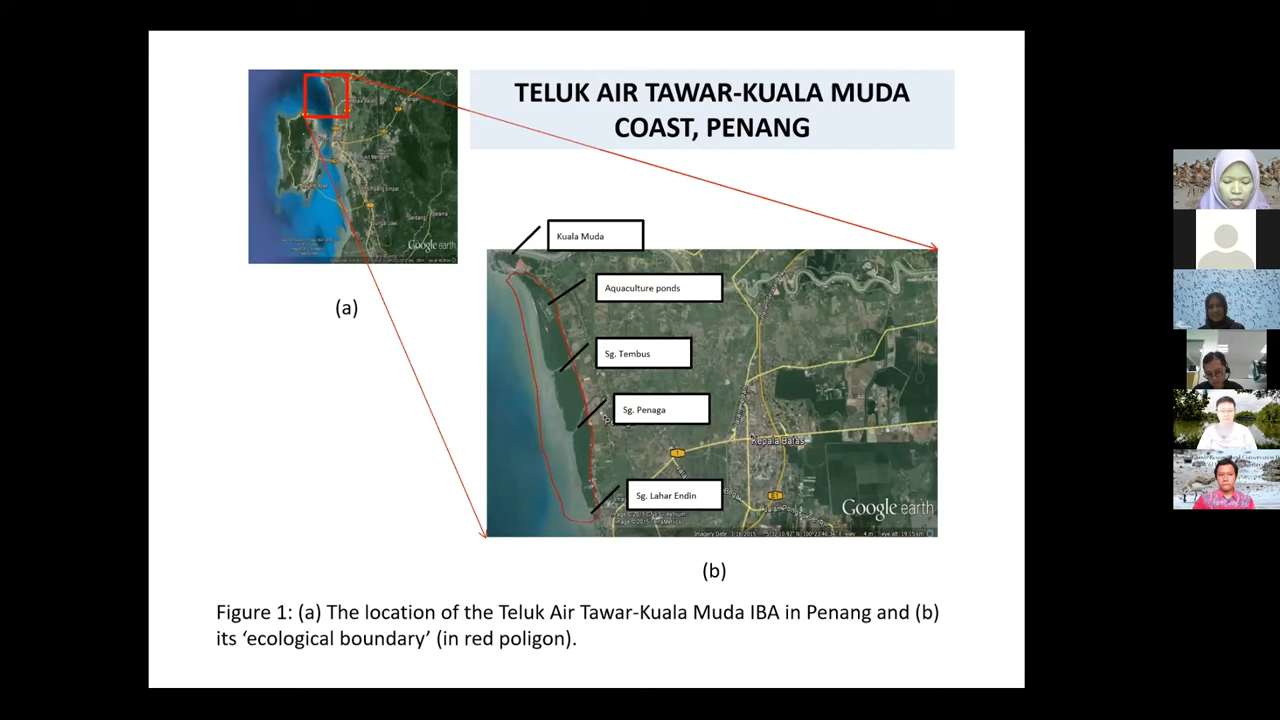 TELUK AIR TAWAR-KUALA MUDA
COAST, PENANG
Google earth
(a)
Kuala Muda
Aquaculture ponds
Sg. Tembus
Sg. Penaga
Kepala Batas
1
Sg. Lahar Endin
E1
Google earth
(b)
Figure 1: (a) The location of the Teluk Air Tawar-Kuala Muda IBA in Penang and (b)
its ‘ecological boundary’ (in red poligon).